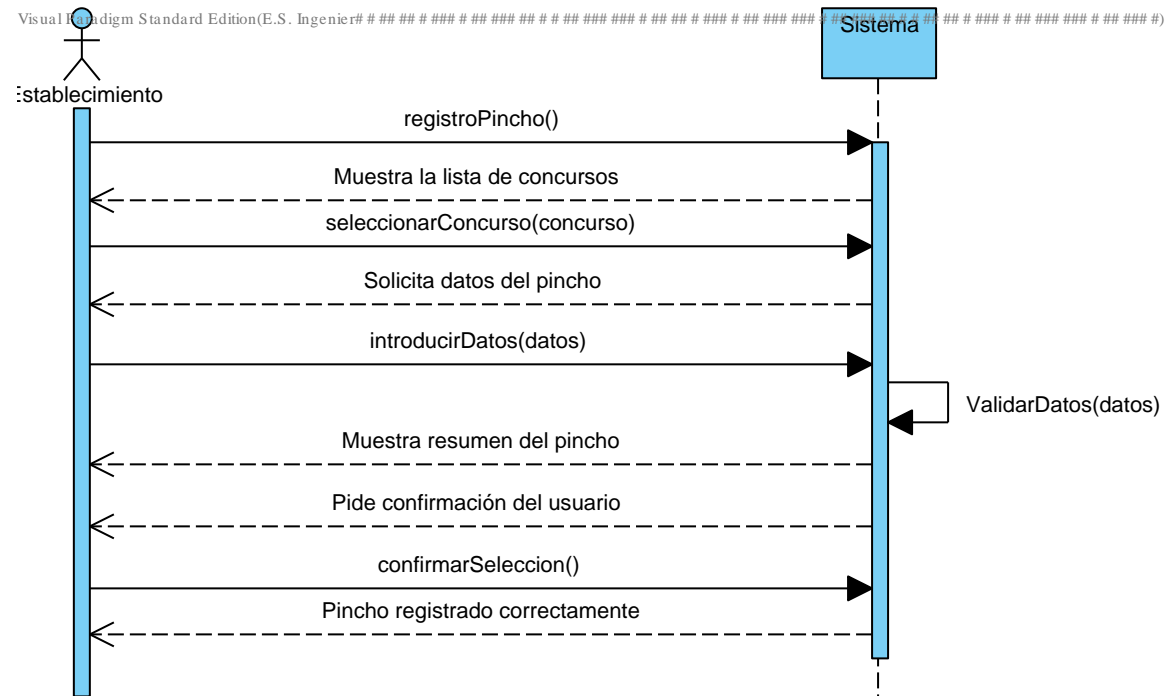 Visual Paradigm Standard Edition(E.S. Ingenier# # ## ## # ### # ## ### ## # # ## ### ### # ## ## # ### # ## ### ### # ## ### ## # # ## ## # ### # ## ### ### # ## ### #)
Sistema
:stablecimiento
registroPincho()
Muestra la lista de concursos
seleccionarConcurso(concurso)
Solicita datos del pincho
introducirDatos(datos)
ValidarDatos(datos)
Muestra resumen del pincho
Pide confirmación del usuario
confirmarSeleccion()
Pincho registrado correctamente